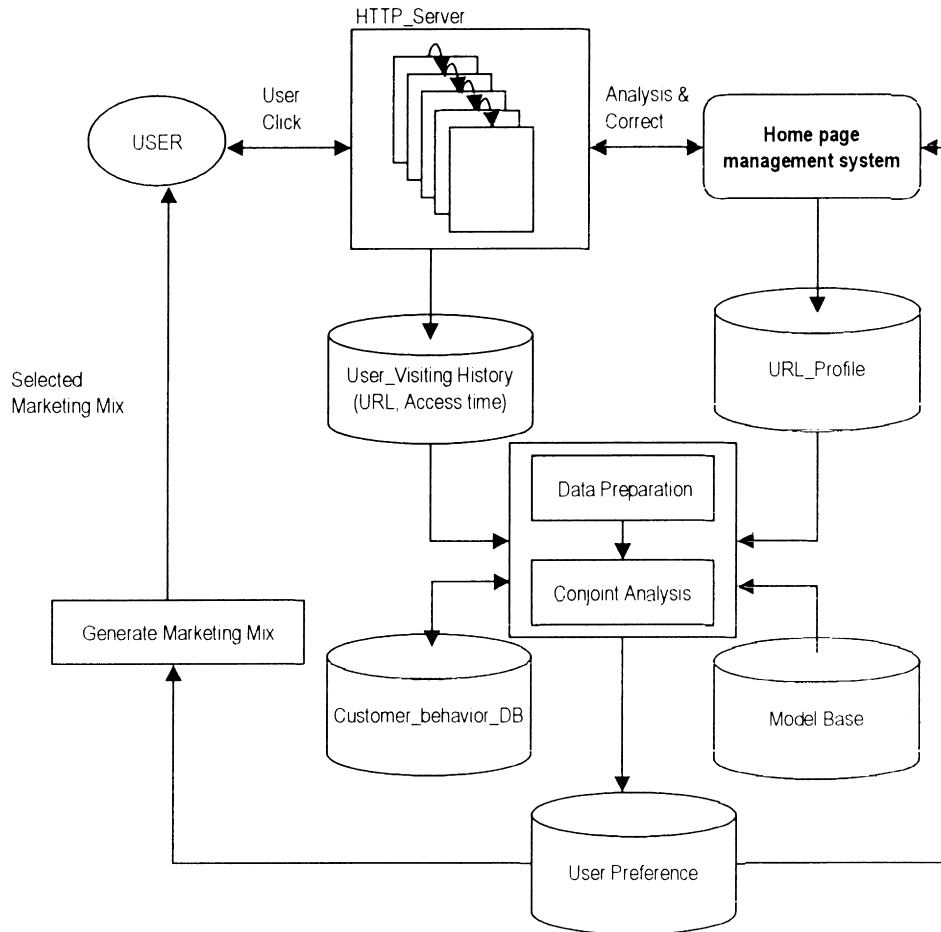 HTTP_Server
User
Click
Analysis &
Correct
USER
Home page
management system
User_Visiting History
(URL, Access time)
URL_Profile
Selected
Marketing Mix
Data Preparation
Conjoint Analysis
Generate Marketing Mix
Customer_behavior_DB
Model Base
User Preference